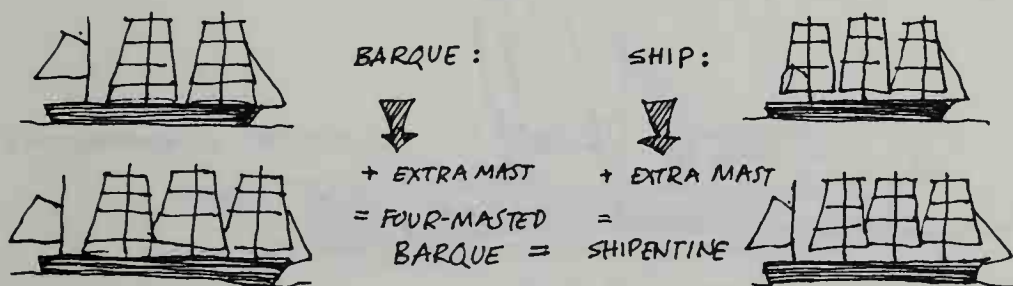 BARQUE : SHIP :
+ EXTRA MAST + EXTRA MAST
= FOUR-MASTED =
BARQUE = SHIPENTINE